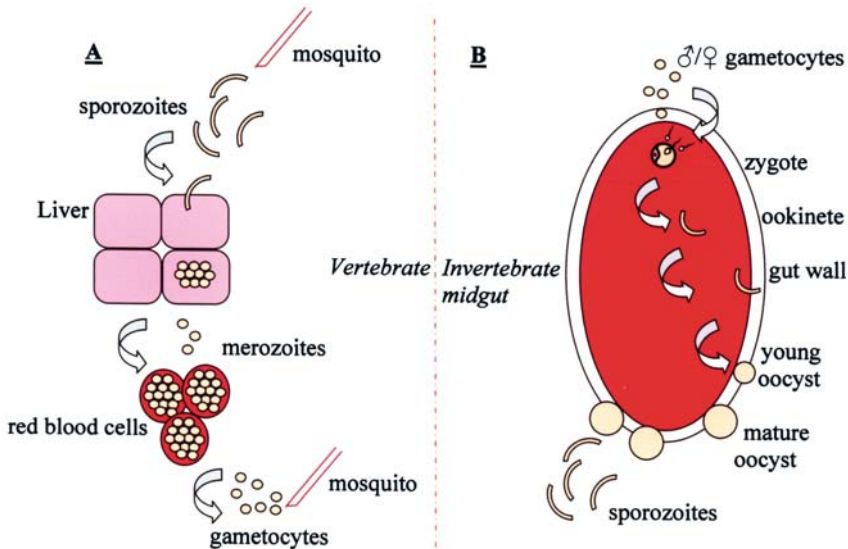 A
mosquito
sporozoites
Liver
merozoites
red blood cells
mosquito
gametocytes
Vertebrate
Invertebrate
midgut
B
♂/♀ gametocytes
zygote
ookinete
gut wall
young
oocyst
mature
oocyst
sporozoites